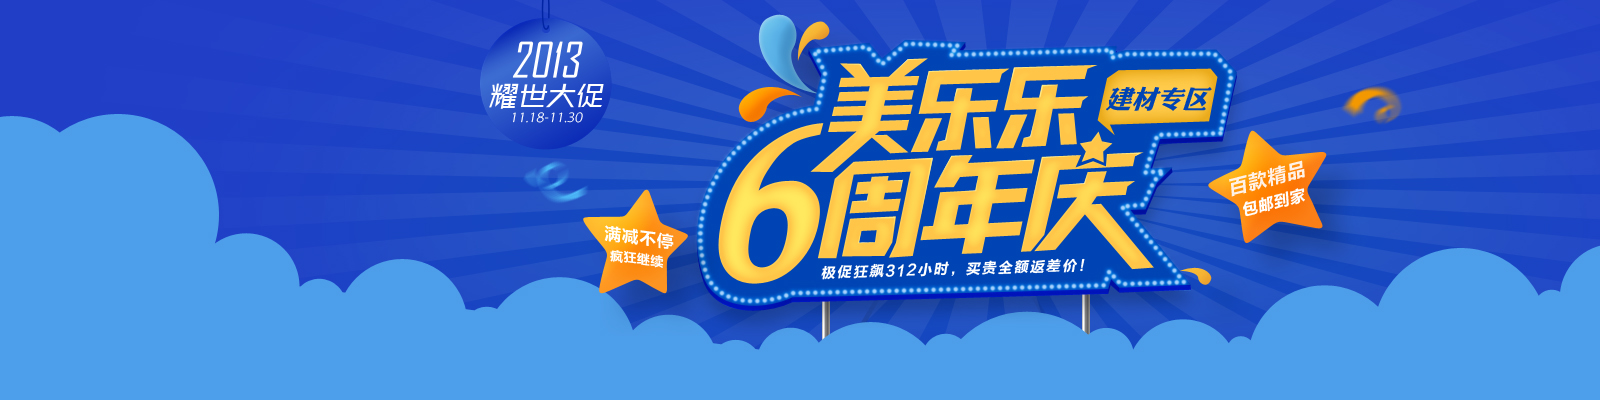 2013
耀世大促
11.18-11.30
美乐乐
建材专区
6周年庆
极促狂飙312小时，买贵全额返差价！
满减不停
疯狂继续
百款精品
包邮到家